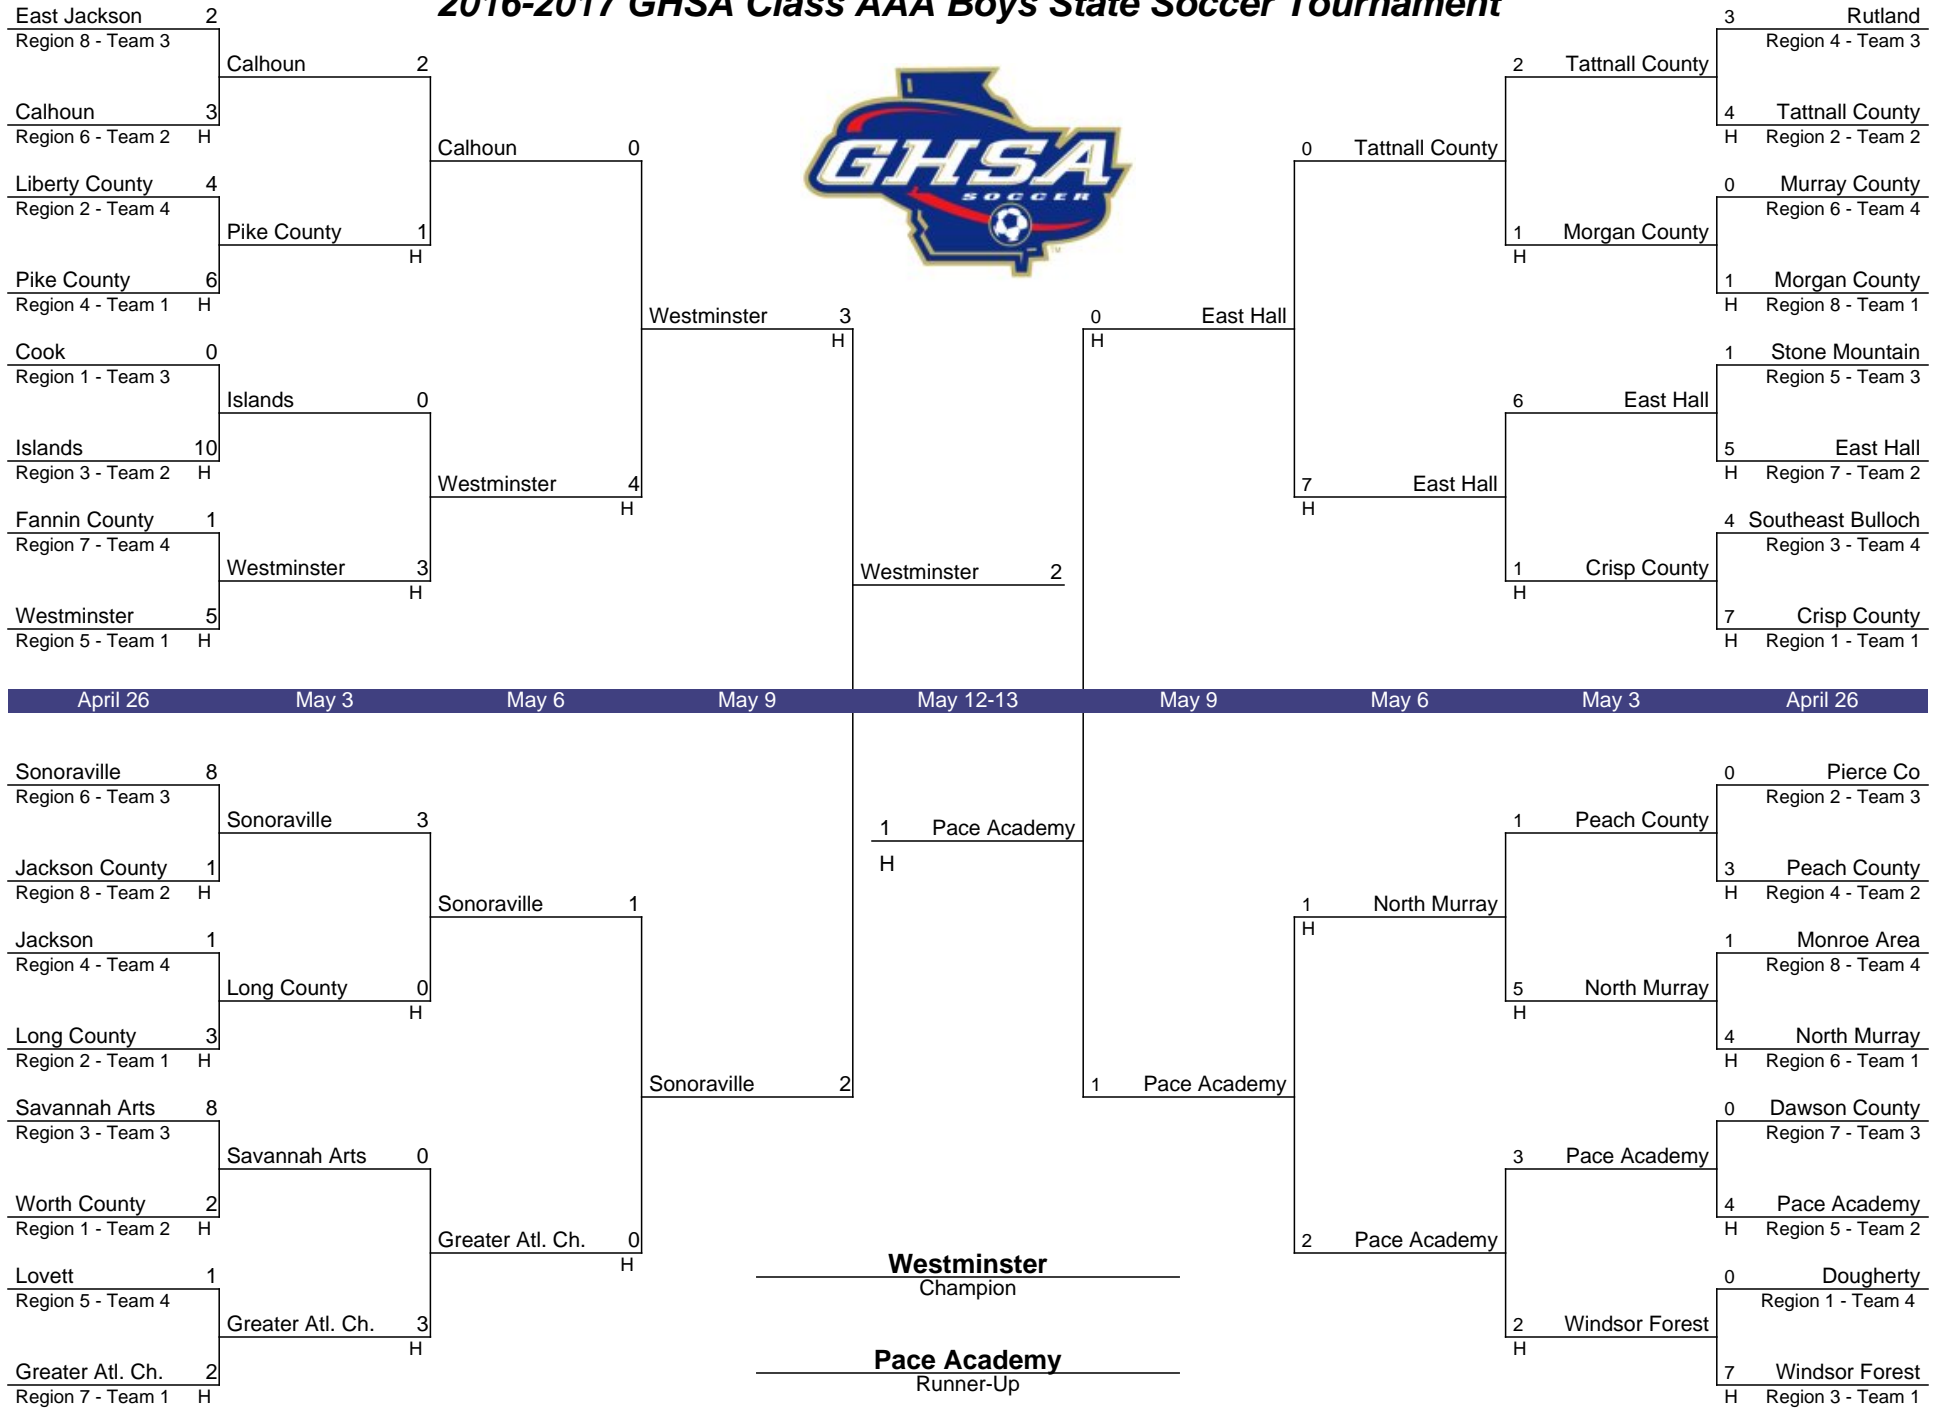 2016-2017 GHSA Class AAA Boys State Soccer Tournament
GHSA
SOCCER
TM
East Jackson 2
Region 8 - Team 3
Calhoun 2
Calhoun 3
Region 6 - Team 2 H
Calhoun 0
Liberty County 4
Region 2 - Team 4
Pike County 1
H
Pike County 6
Region 4 - Team 1 H
Westminster 3
H
Cook 0
Region 1 - Team 3
Islands 0
Islands 10
Region 3 - Team 2 H
Westminster 4
H
Fannin County 1
Region 7 - Team 4
Westminster 3
H
Westminster 5
Region 5 - Team 1 H
Westminster 2
3 Rutland
Region 4 - Team 3
2 Tattnall County
4 Tattnall County
H Region 2 - Team 2
0 Tattnall County
0 Murray County
Region 6 - Team 4
1 Morgan County
H
1 Morgan County
H Region 8 - Team 1
0 East Hall
H
1 Stone Mountain
Region 5 - Team 3
6 East Hall
5 East Hall
H Region 7 - Team 2
7 East Hall
H
4 Southeast Bulloch
Region 3 - Team 4
1 Crisp County
H
7 Crisp County
H Region 1 - Team 1
April 26 May 3 May 6 May 9 May 12-13 May 9 May 6 May 3 April 26
Sonoraville 8
Region 6 - Team 3
Sonoraville 3
Jackson County 1
Region 8 - Team 2 H
Sonoraville 1
Jackson 1
Region 4 - Team 4
Long County 0
H
Long County 3
Region 2 - Team 1 H
Sonoraville 2
Savannah Arts 8
Region 3 - Team 3
Savannah Arts 0
Worth County 2
Region 1 - Team 2 H
Greater Atl. Ch. 0
H
Lovett 1
Region 5 - Team 4
Greater Atl. Ch. 3
H
Greater Atl. Ch. 2
Region 7 - Team 1 H
1 Pace Academy
H
0 Pierce Co
Region 2 - Team 3
1 Peach County
3 Peach County
H Region 4 - Team 2
1 North Murray
H
1 Monroe Area
Region 8 - Team 4
5 North Murray
H
4 North Murray
H Region 6 - Team 1
1 Pace Academy
0 Dawson County
Region 7 - Team 3
3 Pace Academy
4 Pace Academy
H Region 5 - Team 2
2 Pace Academy
0 Dougherty
Region 1 - Team 4
2 Windsor Forest
H
7 Windsor Forest
H Region 3 - Team 1
Westminster
Champion
Pace Academy
Runner-Up